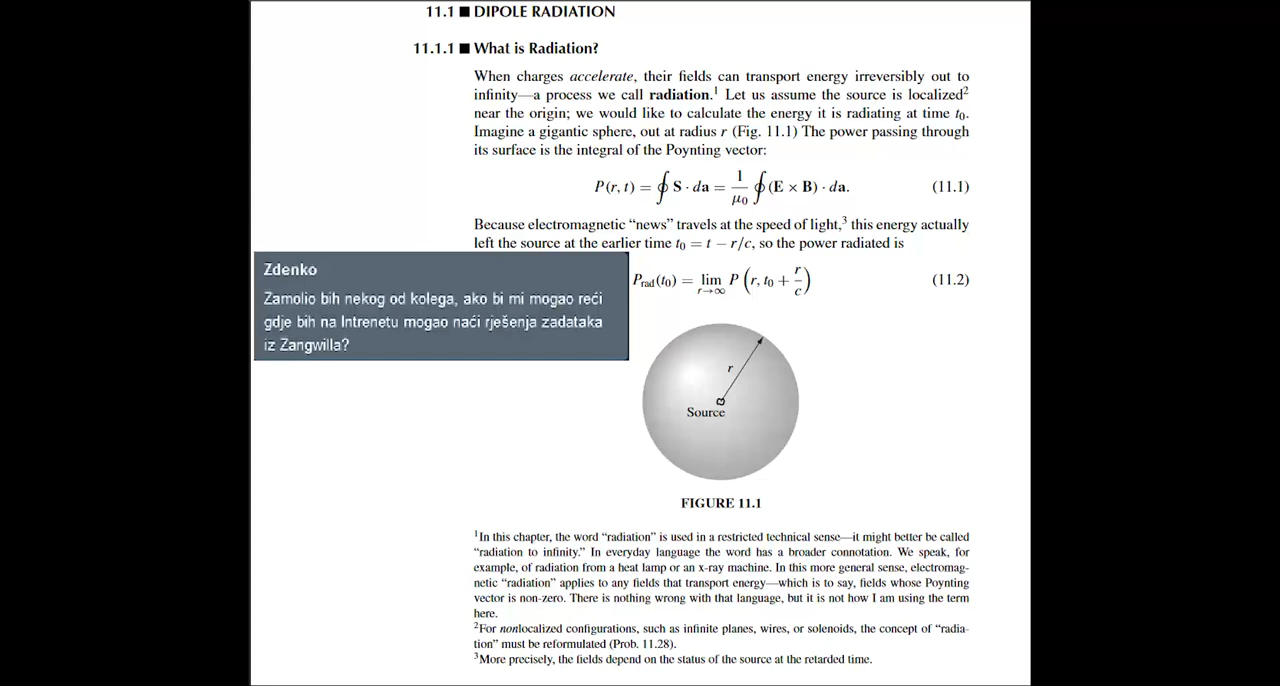 11.1 ■ DIPOLE RADIATION
11.1.1 ■ What is Radiation?
When charges accelerate, their fields can transport energy irreversibly out to
infinity—a process we call radiation.¹ Let us assume the source is localized²
near the origin; we would like to calculate the energy it is radiating at time t₀.
Imagine a gigantic sphere, out at radius r (Fig. 11.1) The power passing through
its surface is the integral of the Poynting vector:
P(r, t) = ∮ S · da = 1/μ₀ ∮ (E × B) · da. (11.1)
Because electromagnetic “news” travels at the speed of light,³ this energy actually
left the source at the earlier time t₀ = t − r/c, so the power radiated is
Zdenko
Zamolio bih nekog od kolega, ako bi mi mogao reći
gdje bih na Intrenetu mogao naći rješenja zadataka
iz Zangwilla?
P_rad(t₀) = lim r→∞ P (r, t₀ + r/c) (11.2)
r
Source
FIGURE 11.1
¹In this chapter, the word “radiation” is used in a restricted technical sense—it might better be called
“radiation to infinity.” In everyday language the word has a broader connotation. We speak, for
example, of radiation from a heat lamp or an x-ray machine. In this more general sense, electromag-
netic “radiation” applies to any fields that transport energy—which is to say, fields whose Poynting
vector is non-zero. There is nothing wrong with that language, but it is not how I am using the term
here.
²For nonlocalized configurations, such as infinite planes, wires, or solenoids, the concept of “radia-
tion” must be reformulated (Prob. 11.28).
³More precisely, the fields depend on the status of the source at the retarded time.